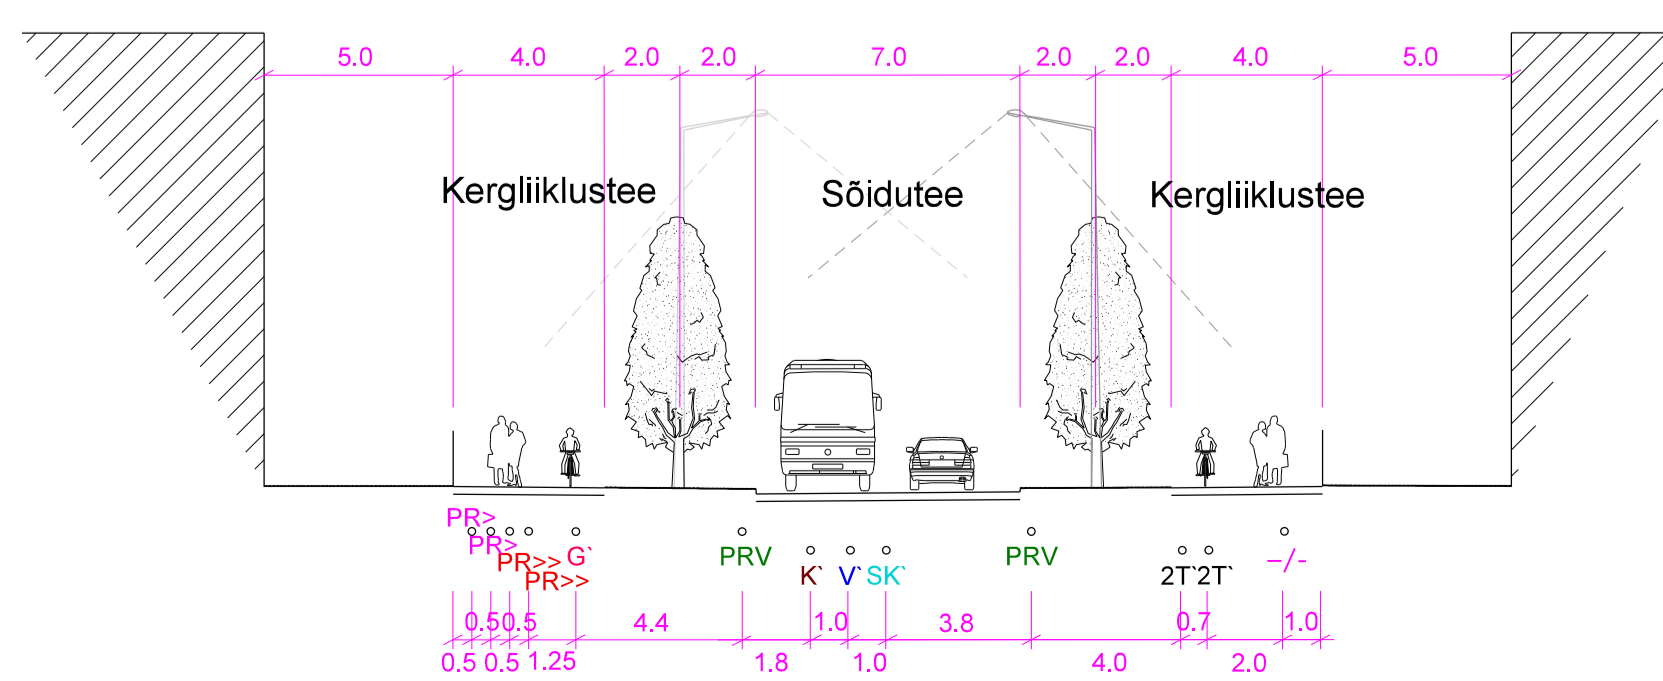 5.0 4.0 2.0 2.0 7.0 2.0 2.0 4.0 5.0
Kergliiklustee Sõidutee Kergliiklustee
PR>
PR>
PR>> G`
PR>>
PRV
K` V` SK`
PRV
2T` 2T`
–/-
0.5 0.5 4.4 1.0 3.8 0.7 1.0
0.5 0.5 1.25 1.8 1.0 4.0 2.0